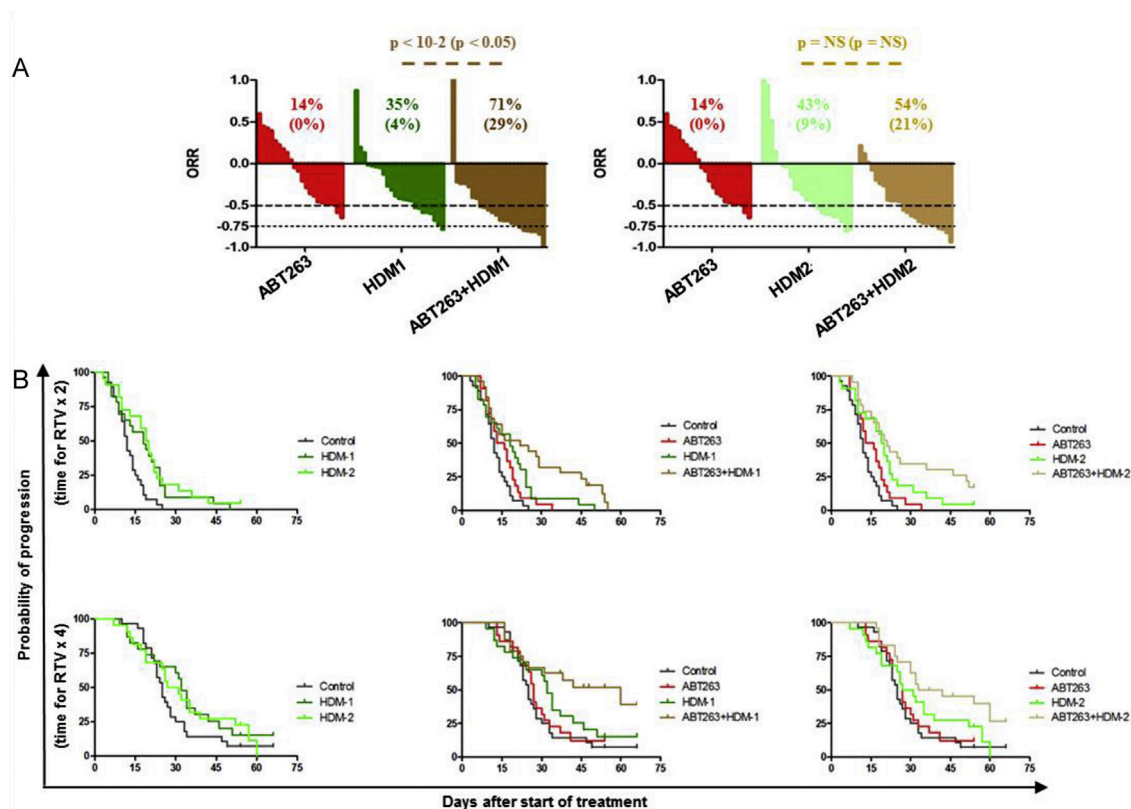 A
p < 10-2 (p < 0.05)
p = NS (p = NS)
ORR
1.0
0.5
0.0
-0.5
-0.75
-1.0
14%
(0%)
35%
(4%)
71%
(29%)
ABT263
HDM1
ABT263+HDM1
ORR
1.0
0.5
0.0
-0.5
-0.75
-1.0
14%
(0%)
43%
(9%)
54%
(21%)
ABT263
HDM2
ABT263+HDM2
B
Probability of progression
(time for RTV x 2)
100
75
50
25
0
0 15 30 45 60 75
Control
HDM-1
HDM-2
100
75
50
25
0
0 15 30 45 60 75
Control
ABT263
HDM-1
ABT263+HDM-1
100
75
50
25
0
0 15 30 45 60 75
Control
ABT263
HDM-2
ABT263+HDM-2
(time for RTV x 4)
100
75
50
25
0
0 15 30 45 60 75
Control
HDM-1
HDM-2
100
75
50
25
0
0 15 30 45 60 75
Control
ABT263
HDM-1
ABT263+HDM-1
100
75
50
25
0
0 15 30 45 60 75
Control
ABT263
HDM-2
ABT263+HDM-2
Days after start of treatment